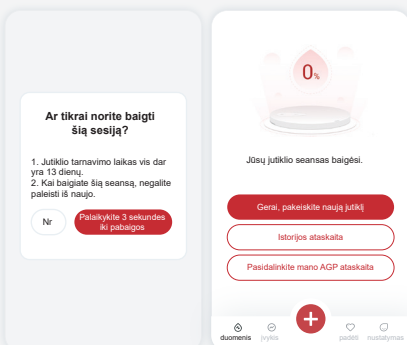 Ar tikrai norite baigti
šią sesiją?
1. Jutiklio tarnavimo laikas vis dar
yra 13 dienų.
2. Kai baigiate šią seansą, negalite
paleisti iš naujo.
Nr
Palaikykite 3 sekundes
iki pabaigos
0%
Jūsų jutiklio seansas baigėsi.
Gerai, pakeiskite naują jutiklį
Istorijos ataskaita
Pasidalinkite mano AGP ataskaita
duomenis
įvykis
padėti
nustatymas